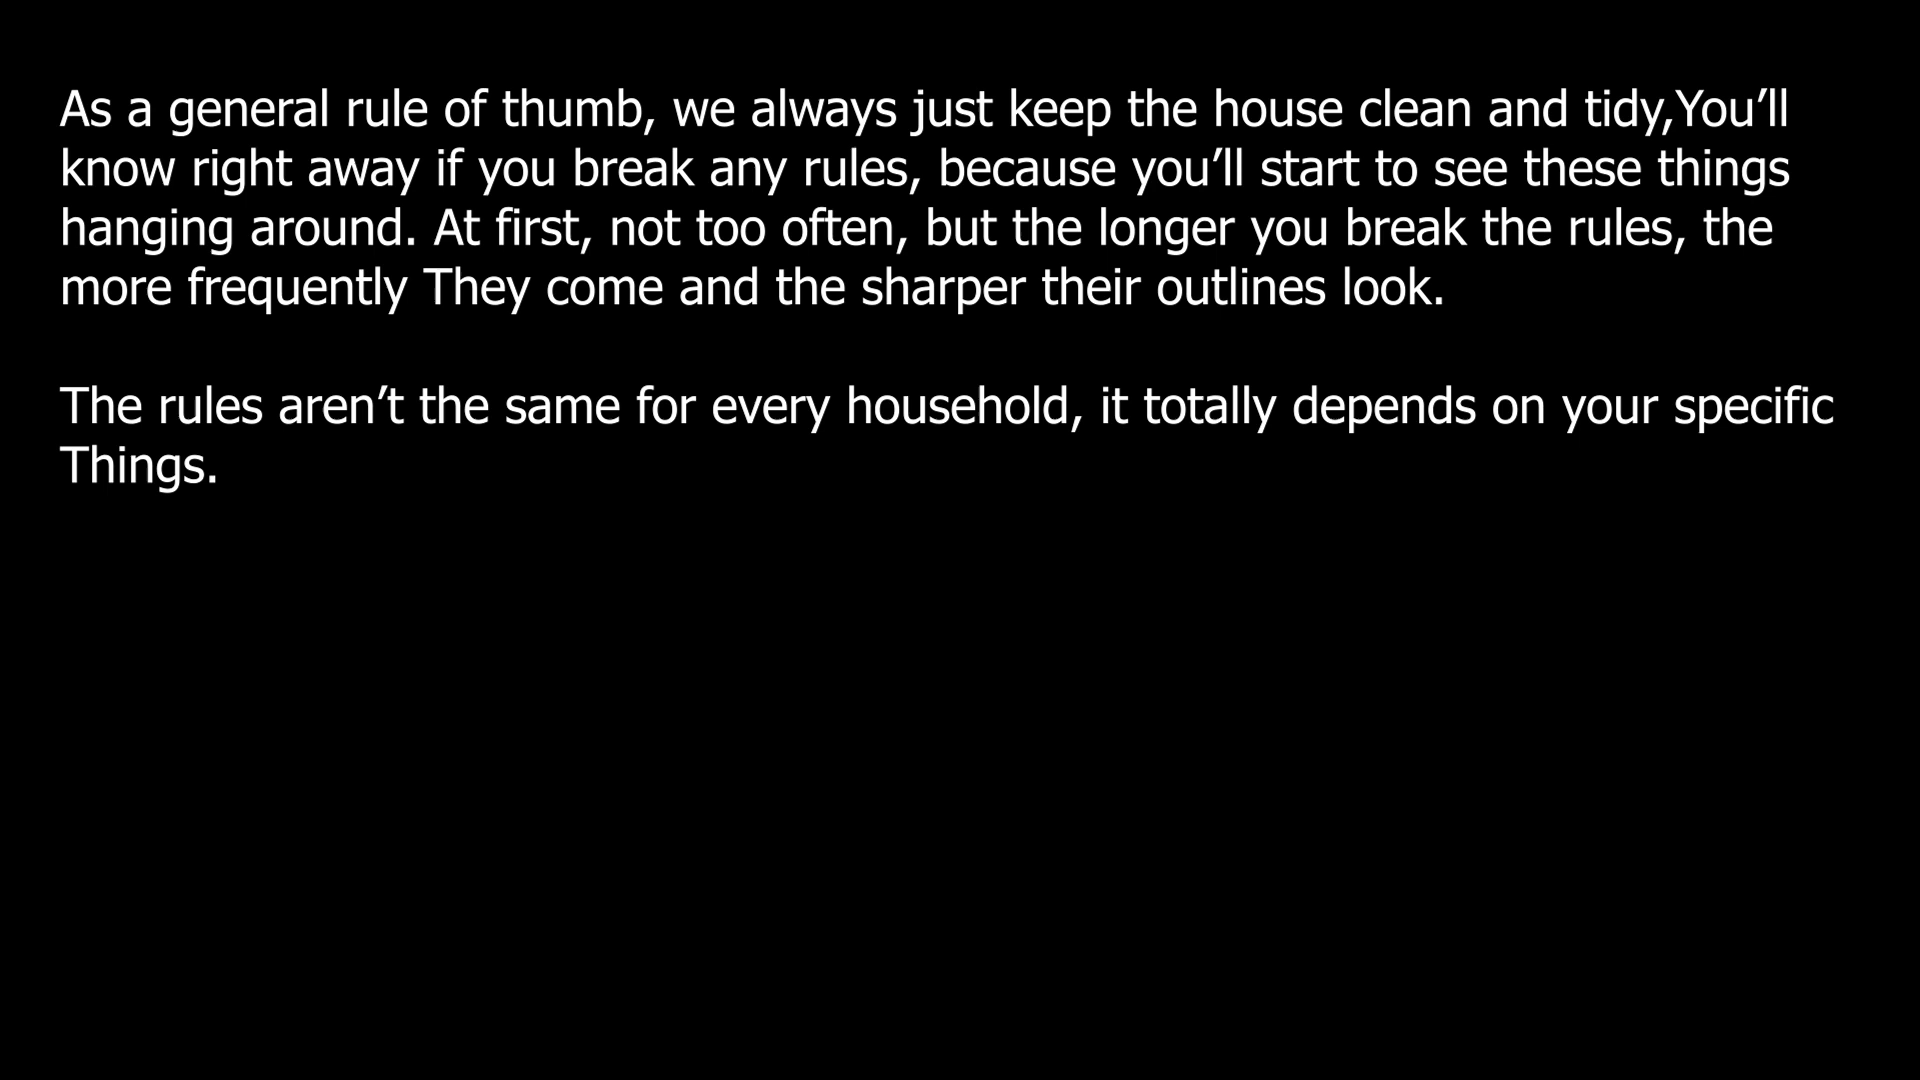 As a general rule of thumb, we always just keep the house clean and tidy,You’ll
know right away if you break any rules, because you’ll start to see these things
hanging around. At first, not too often, but the longer you break the rules, the
more frequently They come and the sharper their outlines look.
The rules aren’t the same for every household, it totally depends on your specific
Things.